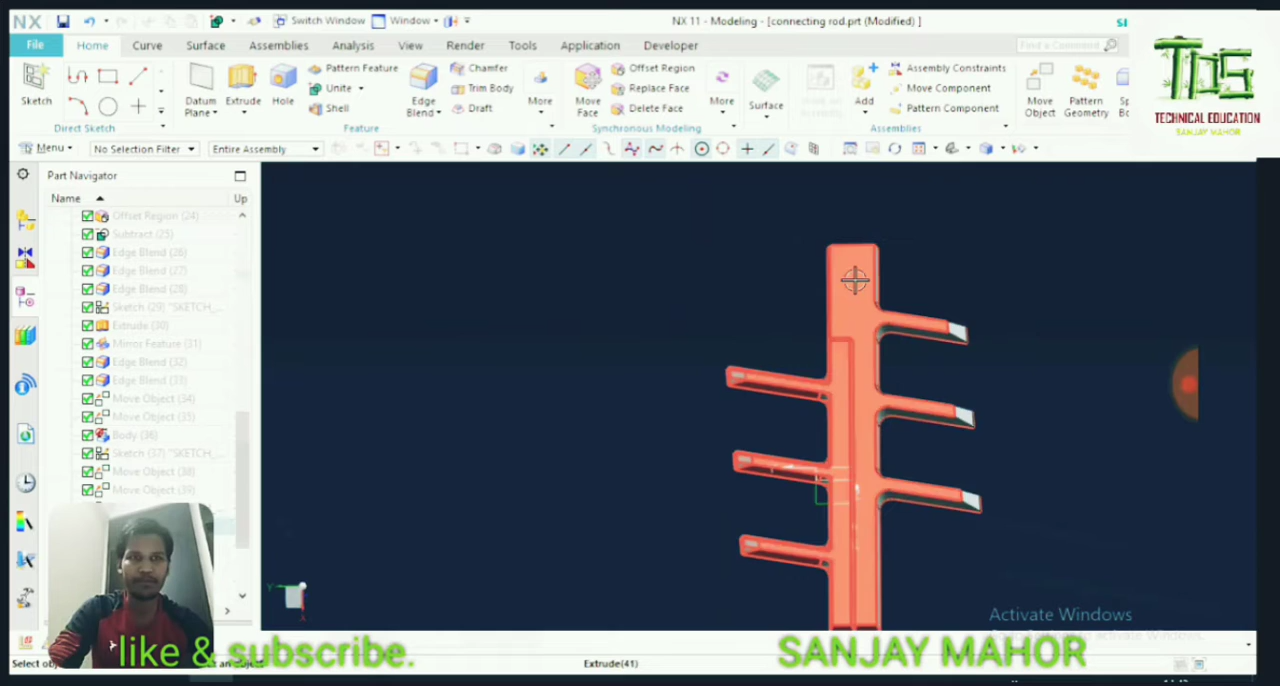 NX Switch Window Window NX 11 - Modeling - [connecting rod.prt (Modified) ] SI
File Home Curve Surface Assemblies Analysis View Render Tools Application Developer Find a Command
Sketch
Direct Sketch
Datum Plane Extrude Hole
Pattern Feature
Unite
Shell
Edge Blend
Chamfer
Trim Body
Draft
More
Feature
Move Face
Offset Region
Replace Face
Delete Face
More
Synchronous Modeling
Surface
Add
Assembly Constraints
Move Component
Pattern Component
Assemblies
Move Object
Pattern Geometry
TPS
TECHNICAL EDUCATION
SANJAY MAHOR
Menu No Selection Filter Entire Assembly
Part Navigator
Name Up
Offset Region (24)
Subtract (25)
Edge Blend (26)
Edge Blend (27)
Edge Blend (28)
Sketch (29) "SKETCH_...
Extrude (30)
Mirror Feature (31)
Edge Blend (32)
Edge Blend (33)
Move Object (34)
Move Object (35)
Body (36)
Sketch (37) "SKETCH_...
Move Object (38)
Move Object (39)
Activate Windows
like & subscribe. SANJAY MAHOR
Extrude(41)